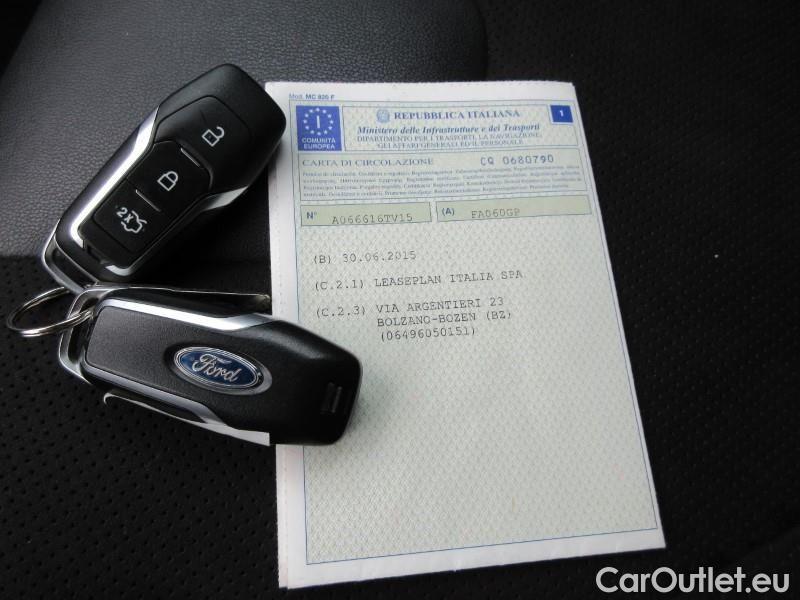 Mod. MC 820 F
REPUBBLICA ITALIANA
1
I
COMUNITÀ
EUROPEA
Ministero delle Infrastrutture e dei Trasporti
DIPARTIMENTO PER I TRASPORTI, LA NAVIGAZIONE,
GLI AFFARI GENERALI ED IL PERSONALE
CARTA DI CIRCOLAZIONE CQ 0680790
N° A066616TV15 (A) FA060GP
(B) 30.06.2015
(C.2.1) LEASEPLAN ITALIA SPA
(C.2.3) VIA ARGENTIERI 23
BOLZANO-BOZEN (BZ)
(06496050151)
2x
Ford
CarOutlet.eu